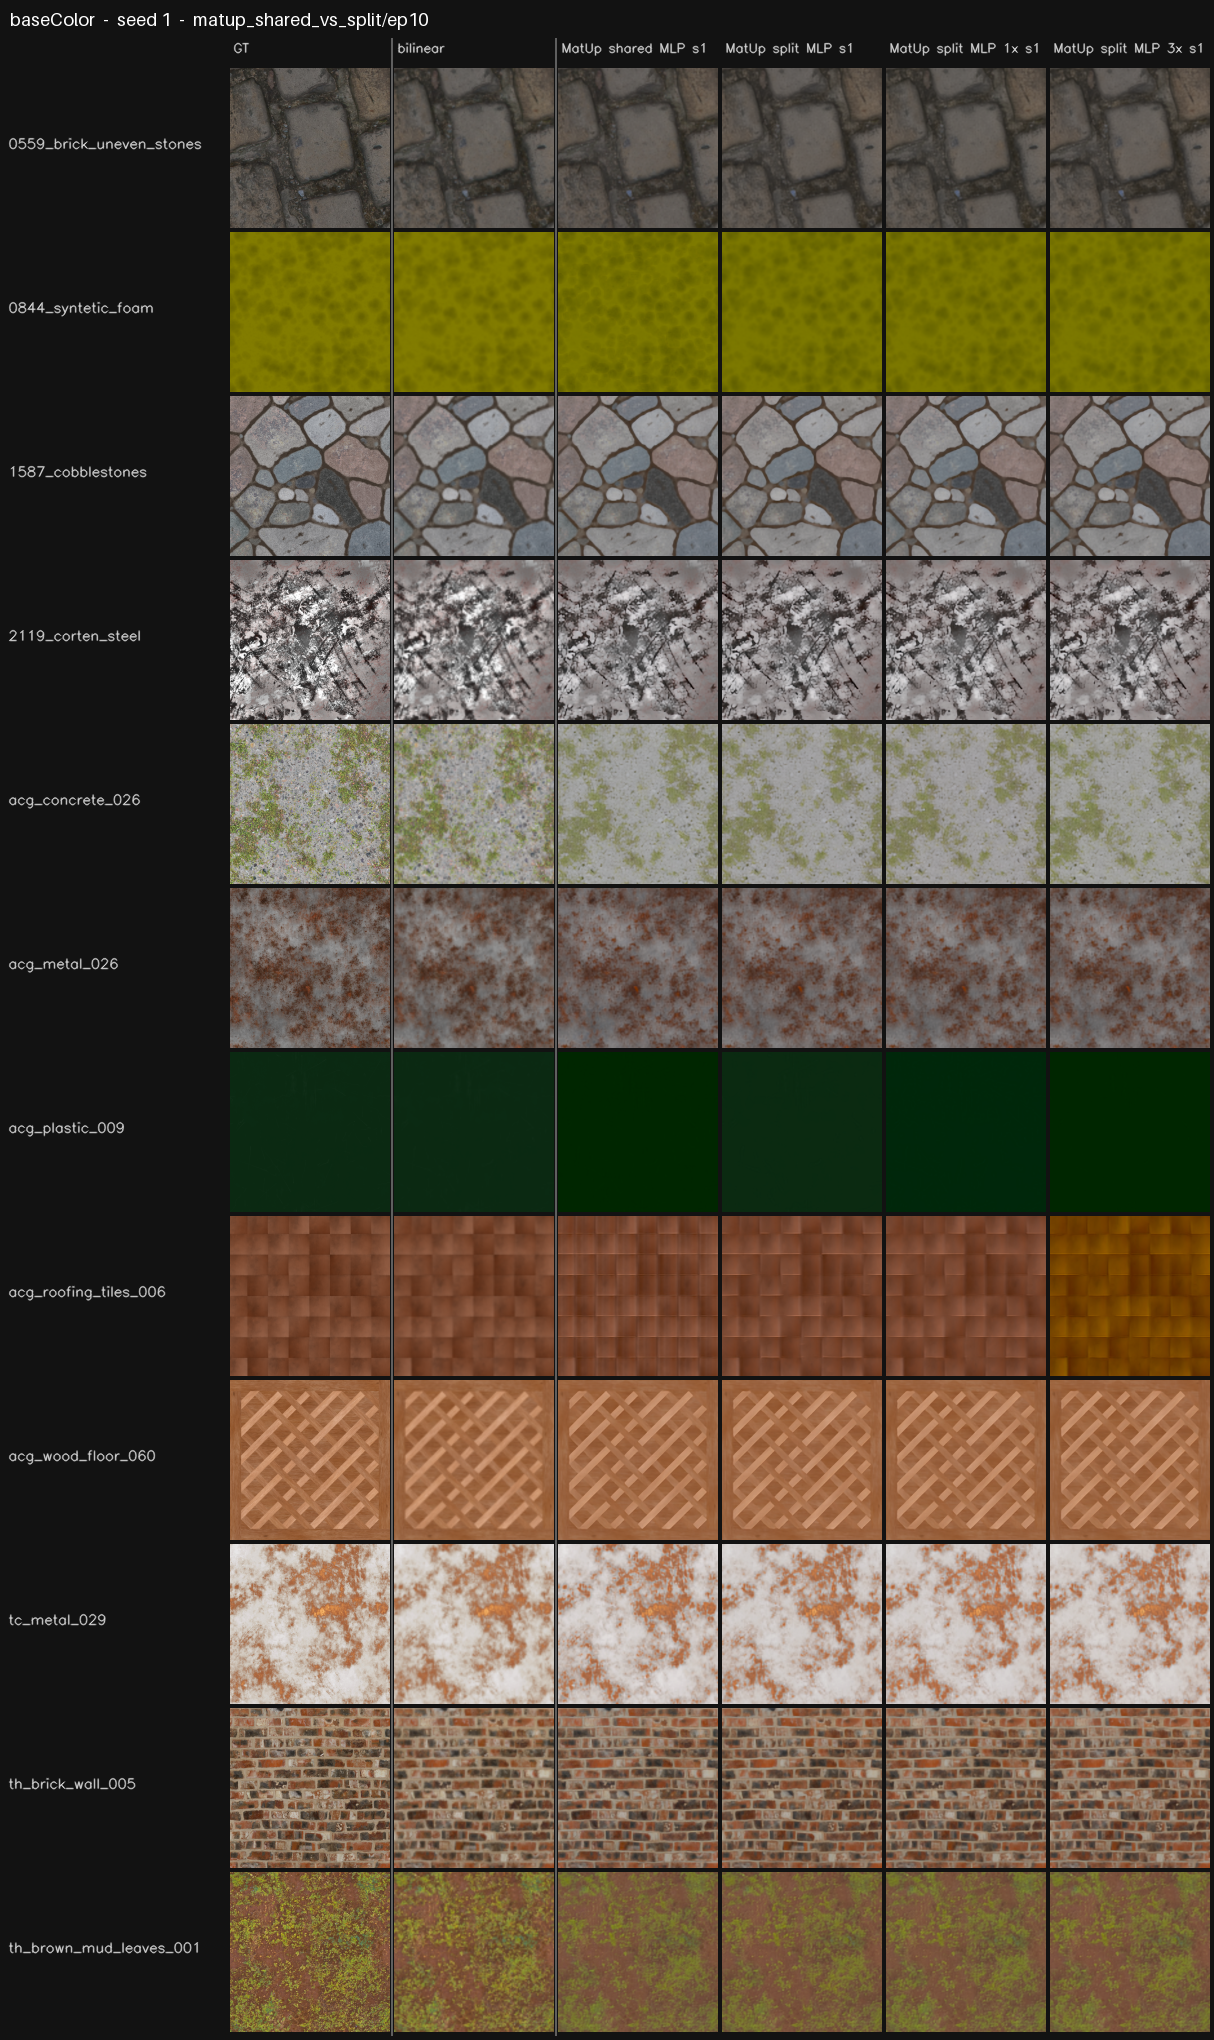 baseColor - seed 1 - matup_shared_vs_split/ep10
GT bilinear MatUp shared MLP s1 MatUp split MLP s1 MatUp split MLP 1x s1 MatUp split MLP 3x s1
0559_brick_uneven_stones
0844_syntetic_foam
1587_cobblestones
2119_corten_steel
acg_concrete_026
acg_metal_026
acg_plastic_009
acg_roofing_tiles_006
acg_wood_floor_060
tc_metal_029
th_brick_wall_005
th_brown_mud_leaves_001